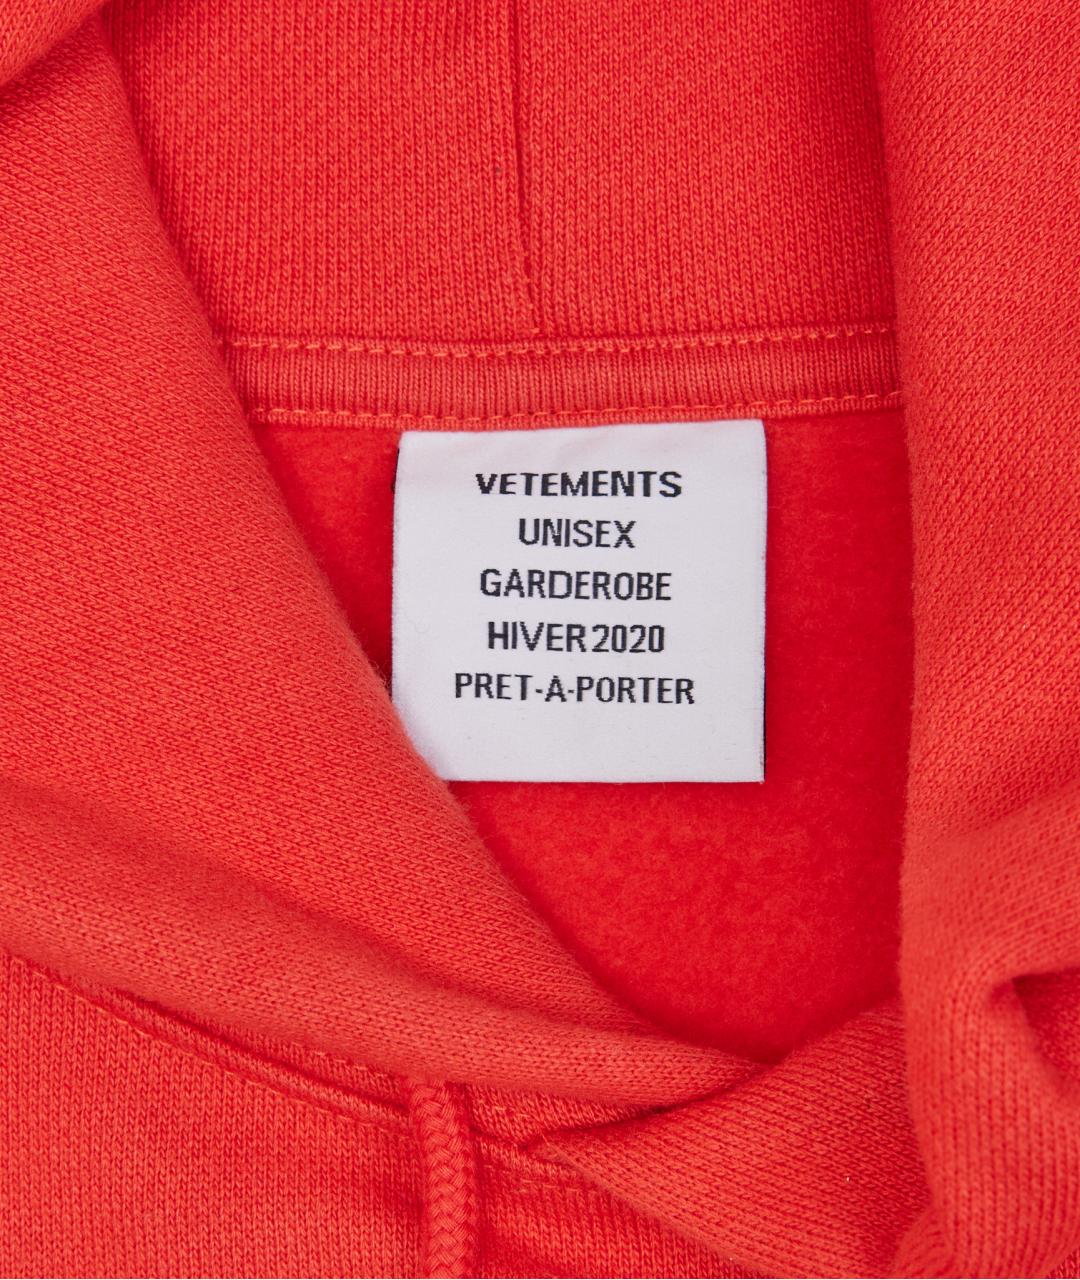 VETEMENTS
UNISEX
GARDEROBE
HIVER 2020
PRET-A-PORTER